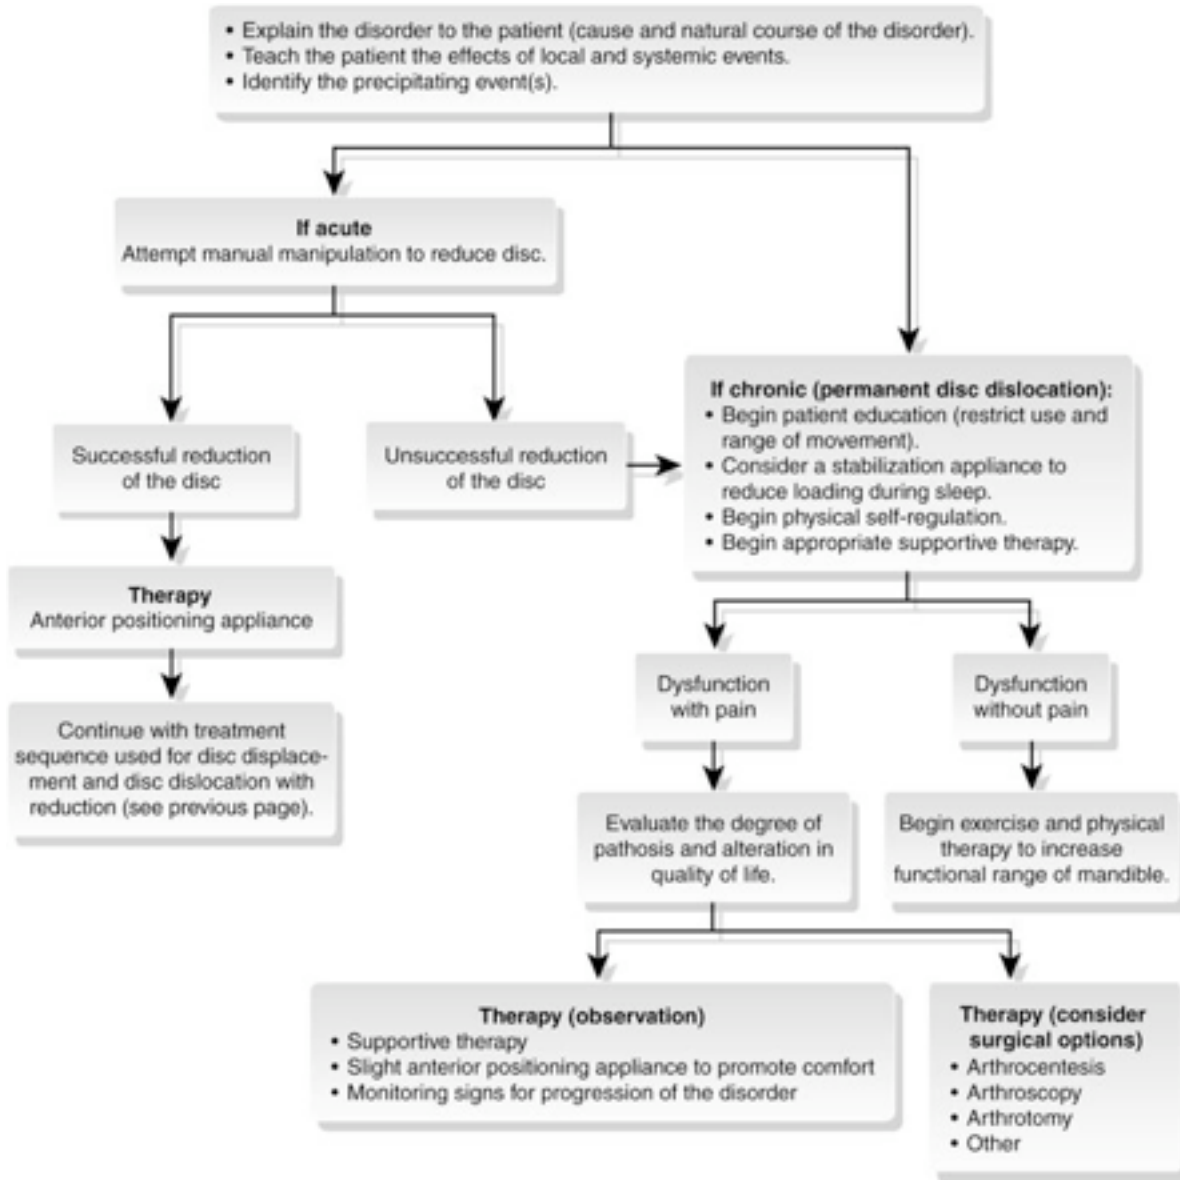 • Explain the disorder to the patient (cause and natural course of the disorder).
• Teach the patient the effects of local and systemic events.
• Identify the precipitating event(s).
If acute
Attempt manual manipulation to reduce disc.
Successful reduction
of the disc
Unsuccessful reduction
of the disc
If chronic (permanent disc dislocation):
• Begin patient education (restrict use and
range of movement).
• Consider a stabilization appliance to
reduce loading during sleep.
• Begin physical self-regulation.
• Begin appropriate supportive therapy.
Therapy
Anterior positioning appliance
Continue with treatment
sequence used for disc displace-
ment and disc dislocation with
reduction (see previous page).
Dysfunction
with pain
Dysfunction
without pain
Evaluate the degree of
pathosis and alteration in
quality of life.
Begin exercise and physical
therapy to increase
functional range of mandible.
Therapy (observation)
• Supportive therapy
• Slight anterior positioning appliance to promote comfort
• Monitoring signs for progression of the disorder
Therapy (consider
surgical options)
• Arthrocentesis
• Arthroscopy
• Arthrotomy
• Other